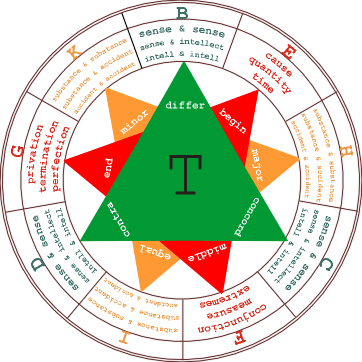 B
sense & sense
sense & intellect
intell & intell
E
cause
quantity
time
H
substance & substance
substance & accident
accident & accident
C
sense & sense
sense & intellect
intell & intell
F
conjunction
measure
extremes
I
substance & substance
substance & accident
accident & accident
D
sense & sense
sense & intellect
intell & intell
G
privation
termination
perfection
K
substance & substance
substance & accident
accident & accident
differ
begin
major
concord
middle
equal
contra
end
minor
T